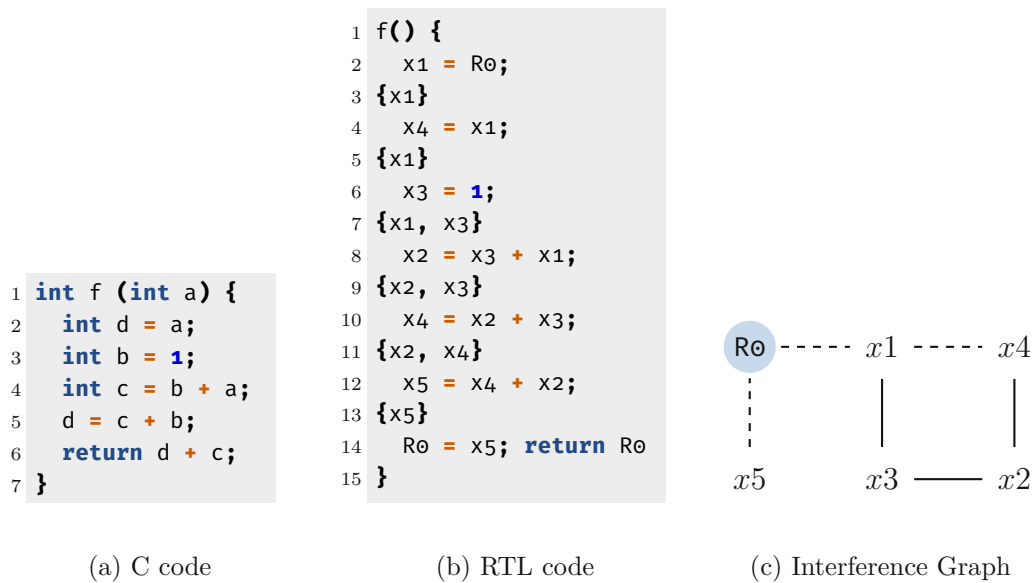 1 f() {
2 x1 = R0;
3 {x1}
4 x4 = x1;
5 {x1}
6 x3 = 1;
7 {x1, x3}
8 x2 = x3 + x1;
9 {x2, x3}
10 x4 = x2 + x3;
11 {x2, x4}
12 x5 = x4 + x2;
13 {x5}
14 R0 = x5; return R0
15 }
1 int f (int a) {
2 int d = a;
3 int b = 1;
4 int c = b + a;
5 d = c + b;
6 return d + c;
7 }
R0 x1 x4
x5 x3 x2
(a) C code
(b) RTL code
(c) Interference Graph